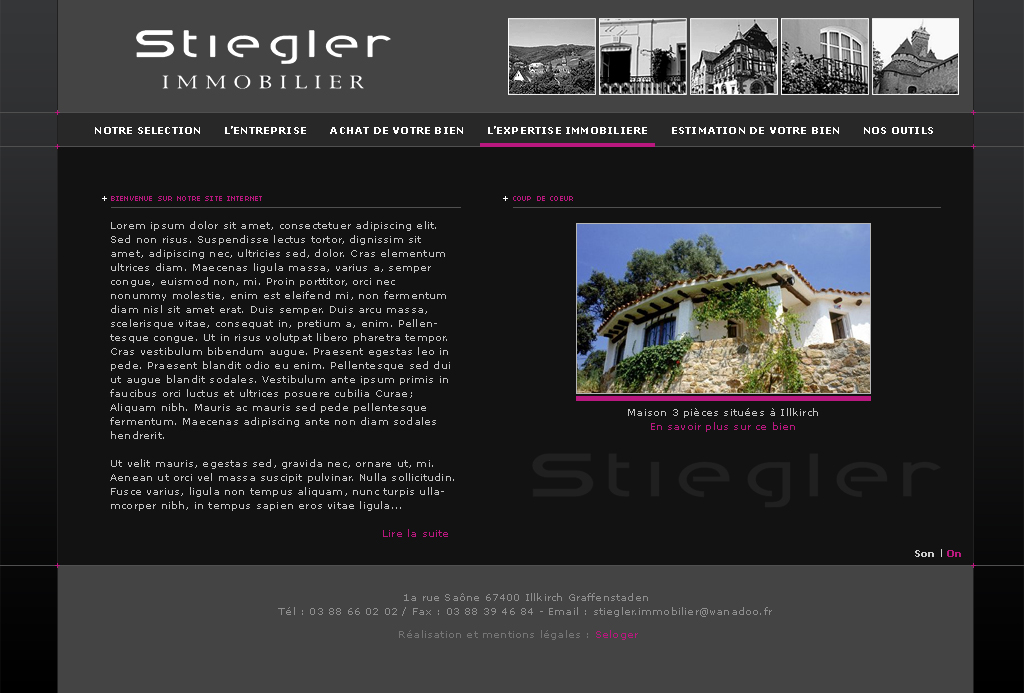 Stiegler
IMMOBILIER
NOTRE SELECTION L'ENTREPRISE ACHAT DE VOTRE BIEN L'EXPERTISE IMMOBILIERE ESTIMATION DE VOTRE BIEN NOS OUTILS
+ BIENVENUE SUR NOTRE SITE INTERNET
Lorem ipsum dolor sit amet, consectetuer adipiscing elit.
Sed non risus. Suspendisse lectus tortor, dignissim sit
amet, adipiscing nec, ultricies sed, dolor. Cras elementum
ultrices diam. Maecenas ligula massa, varius a, semper
congue, euismod non, mi. Proin porttitor, orci nec
nonummy molestie, enim est eleifend mi, non fermentum
diam nisl sit amet erat. Duis semper. Duis arcu massa,
scelerisque vitae, consequat in, pretium a, enim. Pellen-
tesque congue. Ut in risus volutpat libero pharetra tempor.
Cras vestibulum bibendum augue. Praesent egestas leo in
pede. Praesent blandit odio eu enim. Pellentesque sed dui
ut augue blandit sodales. Vestibulum ante ipsum primis in
faucibus orci luctus et ultrices posuere cubilia Curae;
Aliquam nibh. Mauris ac mauris sed pede pellentesque
fermentum. Maecenas adipiscing ante non diam sodales
hendrerit.
Ut velit mauris, egestas sed, gravida nec, ornare ut, mi.
Aenean ut orci vel massa suscipit pulvinar. Nulla sollicitudin.
Fusce varius, ligula non tempus aliquam, nunc turpis ulla-
mcorper nibh, in tempus sapien eros vitae ligula...
Lire la suite
+ COUP DE COEUR
Maison 3 pièces situées à Illkirch
En savoir plus sur ce bien
Stiegler
Son | On
1a rue Saône 67400 Illkirch Graffenstaden
Tél : 03 88 66 02 02 / Fax : 03 88 39 46 84 - Email : stiegler.immobilier@wanadoo.fr
Réalisation et mentions légales : Seloger